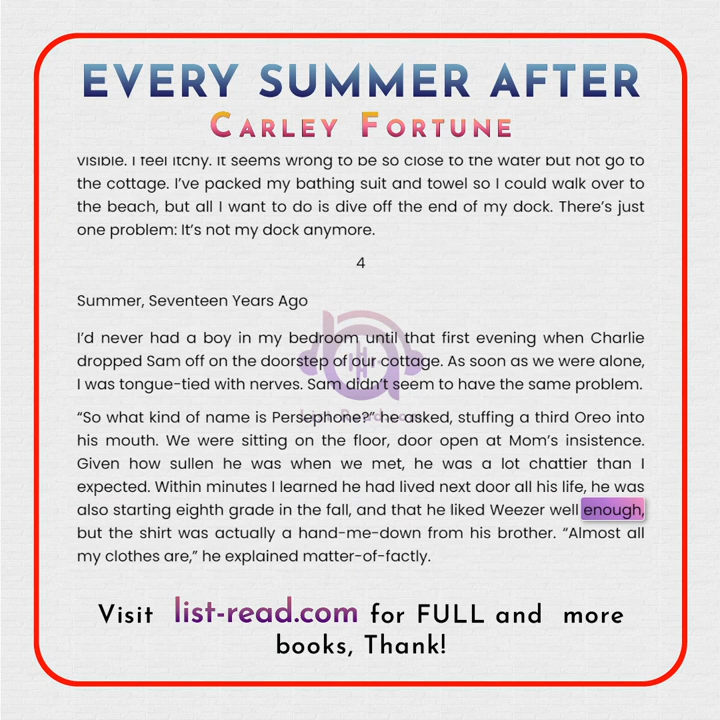 EVERY SUMMER AFTER
CARLEY FORTUNE
visible. I feel itchy. It seems wrong to be so close to the water but not go to
the cottage. I’ve packed my bathing suit and towel so I could walk over to
the beach, but all I want to do is dive off the end of my dock. There’s just
one problem: It’s not my dock anymore.
4
Summer, Seventeen Years Ago
I’d never had a boy in my bedroom until that first evening when Charlie
dropped Sam off on the doorstep of our cottage. As soon as we were alone,
I was tongue-tied with nerves. Sam didn’t seem to have the same problem.
“So what kind of name is Persephone?” he asked, stuffing a third Oreo into
his mouth. We were sitting on the floor, door open at Mom’s insistence.
Given how sullen he was when we met, he was a lot chattier than I
expected. Within minutes I learned he had lived next door all his life, he was
also starting eighth grade in the fall, and that he liked Weezer well enough,
but the shirt was actually a hand-me-down from his brother. “Almost all
my clothes are,” he explained matter-of-factly.
Visit list-read.com for FULL and more
books, Thank!